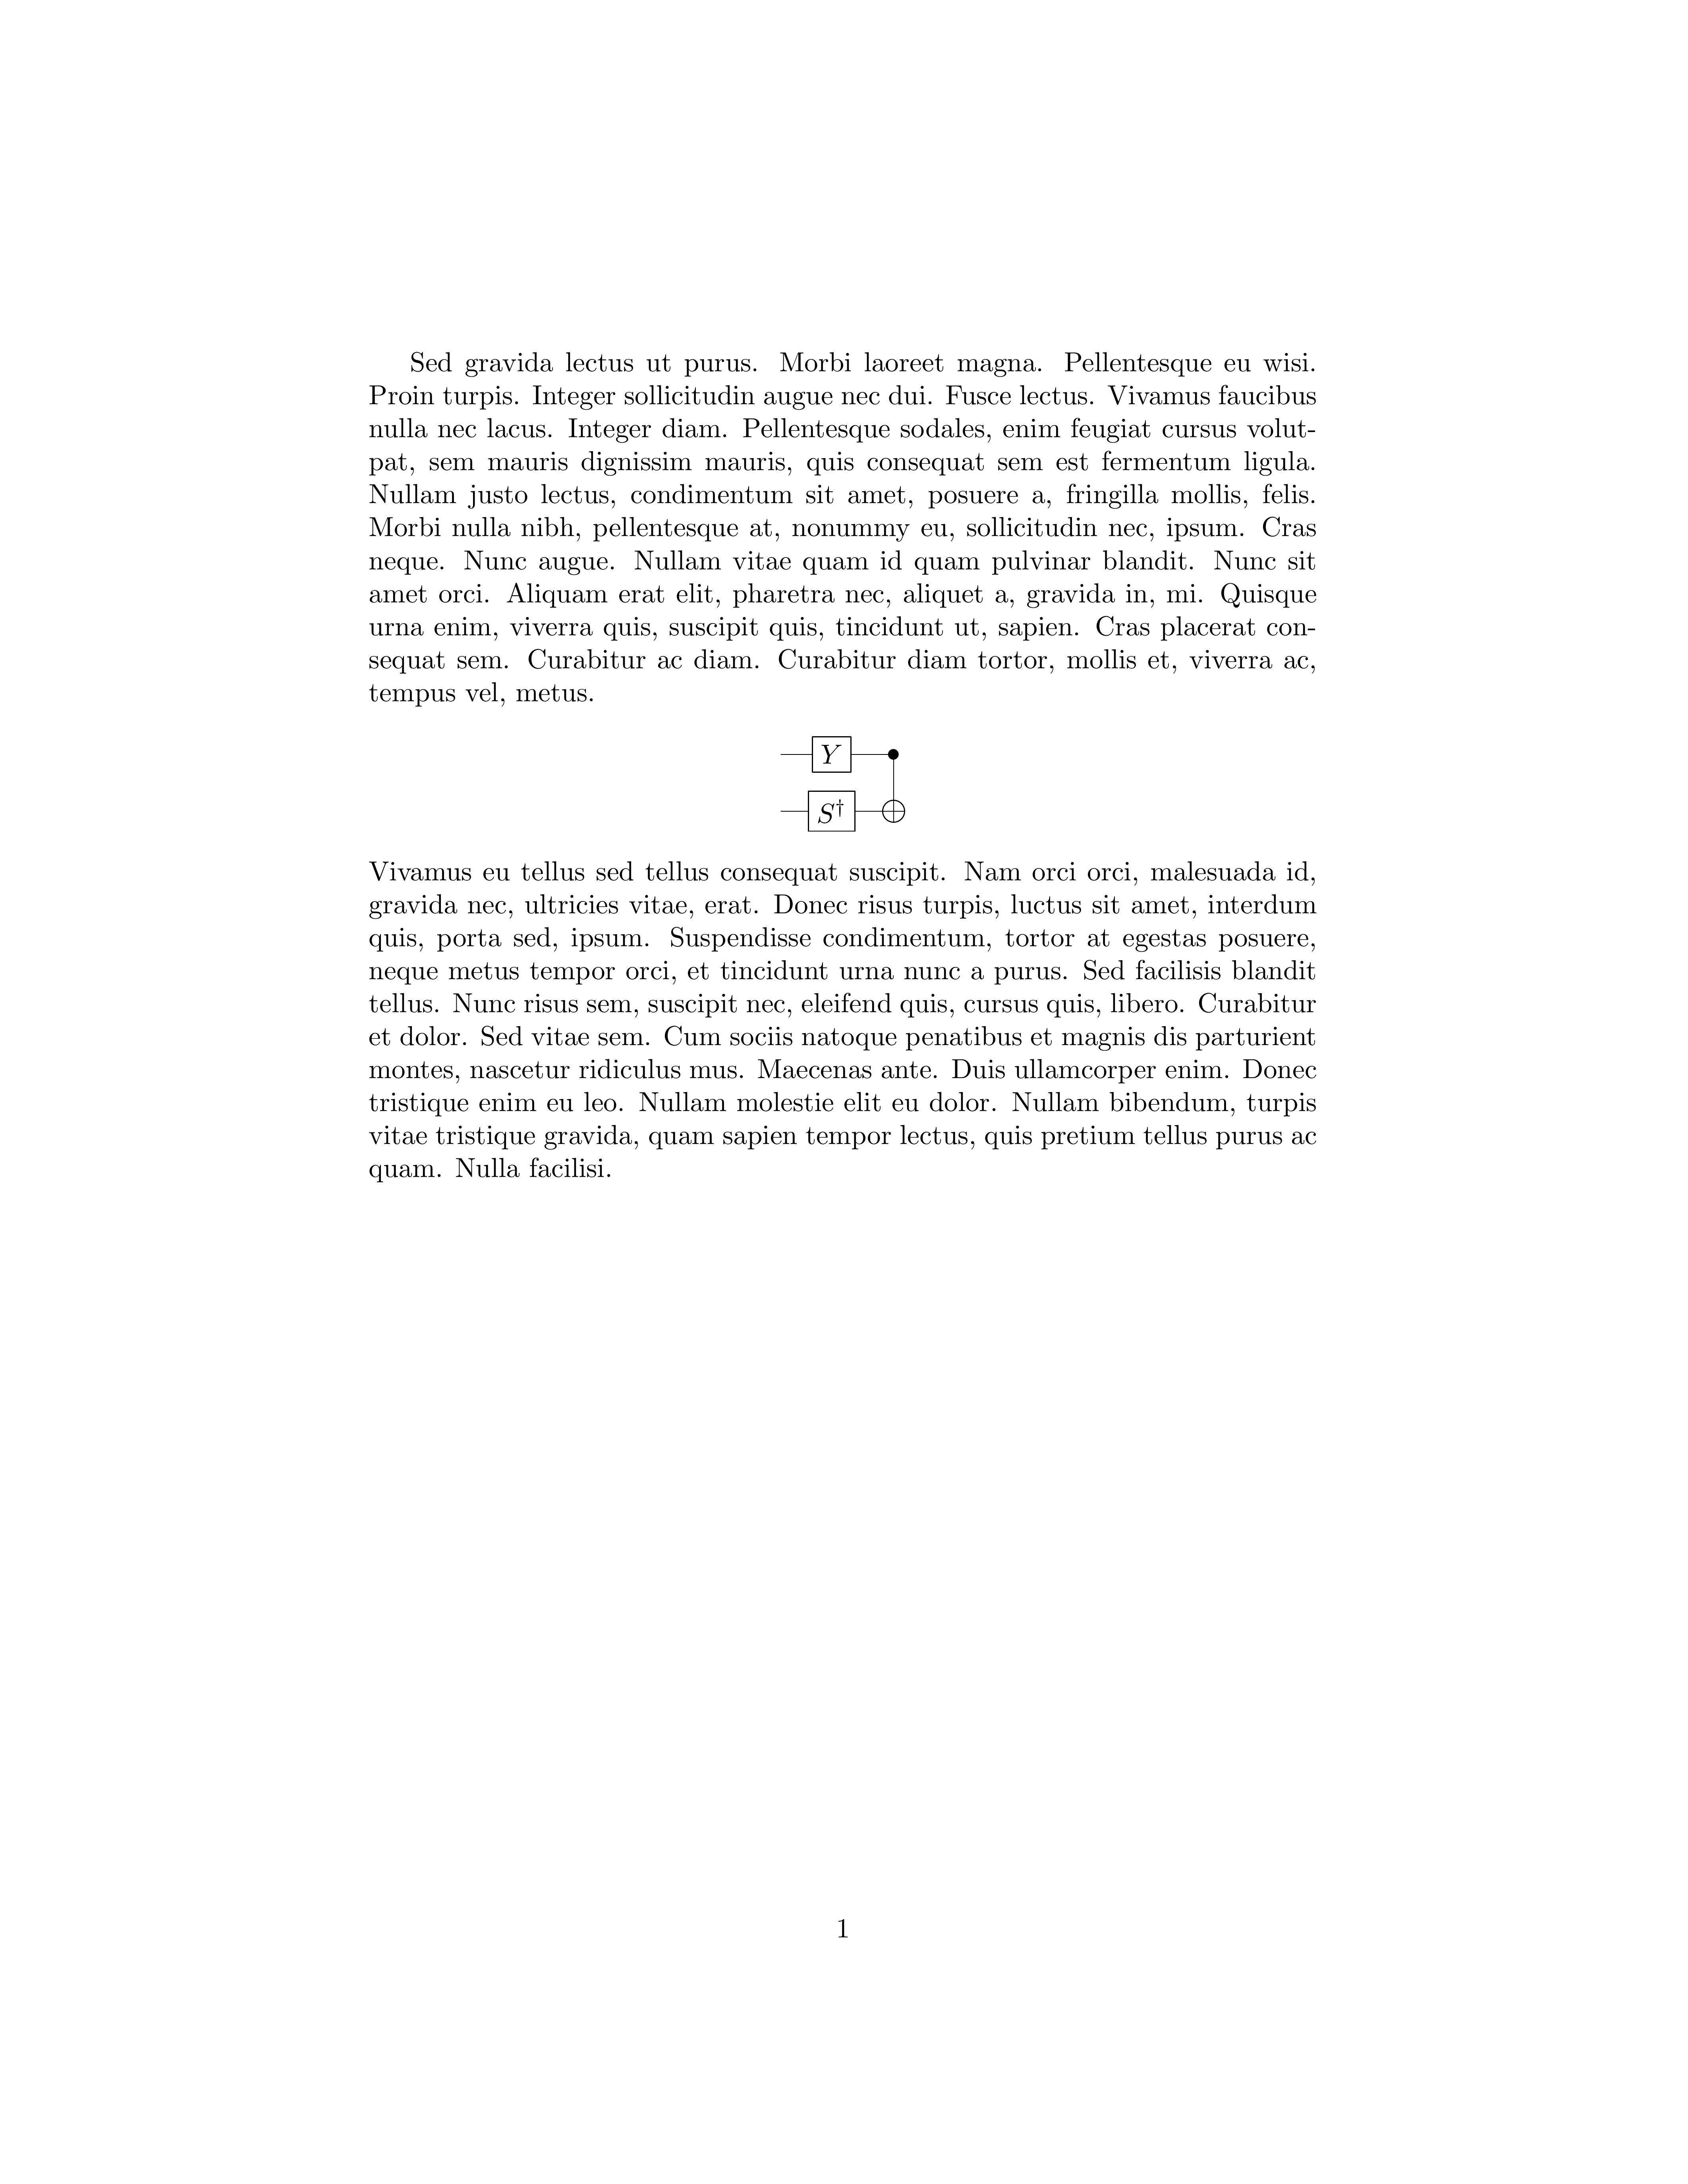 Sed gravida lectus ut purus. Morbi laoreet magna. Pellentesque eu wisi.
Proin turpis. Integer sollicitudin augue nec dui. Fusce lectus. Vivamus faucibus
nulla nec lacus. Integer diam. Pellentesque sodales, enim feugiat cursus volut-
pat, sem mauris dignissim mauris, quis consequat sem est fermentum ligula.
Nullam justo lectus, condimentum sit amet, posuere a, fringilla mollis, felis.
Morbi nulla nibh, pellentesque at, nonummy eu, sollicitudin nec, ipsum. Cras
neque. Nunc augue. Nullam vitae quam id quam pulvinar blandit. Nunc sit
amet orci. Aliquam erat elit, pharetra nec, aliquet a, gravida in, mi. Quisque
urna enim, viverra quis, suscipit quis, tincidunt ut, sapien. Cras placerat con-
sequat sem. Curabitur ac diam. Curabitur diam tortor, mollis et, viverra ac,
tempus vel, metus.
Y
S†
Vivamus eu tellus sed tellus consequat suscipit. Nam orci orci, malesuada id,
gravida nec, ultricies vitae, erat. Donec risus turpis, luctus sit amet, interdum
quis, porta sed, ipsum. Suspendisse condimentum, tortor at egestas posuere,
neque metus tempor orci, et tincidunt urna nunc a purus. Sed facilisis blandit
tellus. Nunc risus sem, suscipit nec, eleifend quis, cursus quis, libero. Curabitur
et dolor. Sed vitae sem. Cum sociis natoque penatibus et magnis dis parturient
montes, nascetur ridiculus mus. Maecenas ante. Duis ullamcorper enim. Donec
tristique enim eu leo. Nullam molestie elit eu dolor. Nullam bibendum, turpis
vitae tristique gravida, quam sapien tempor lectus, quis pretium tellus purus ac
quam. Nulla facilisi.
1